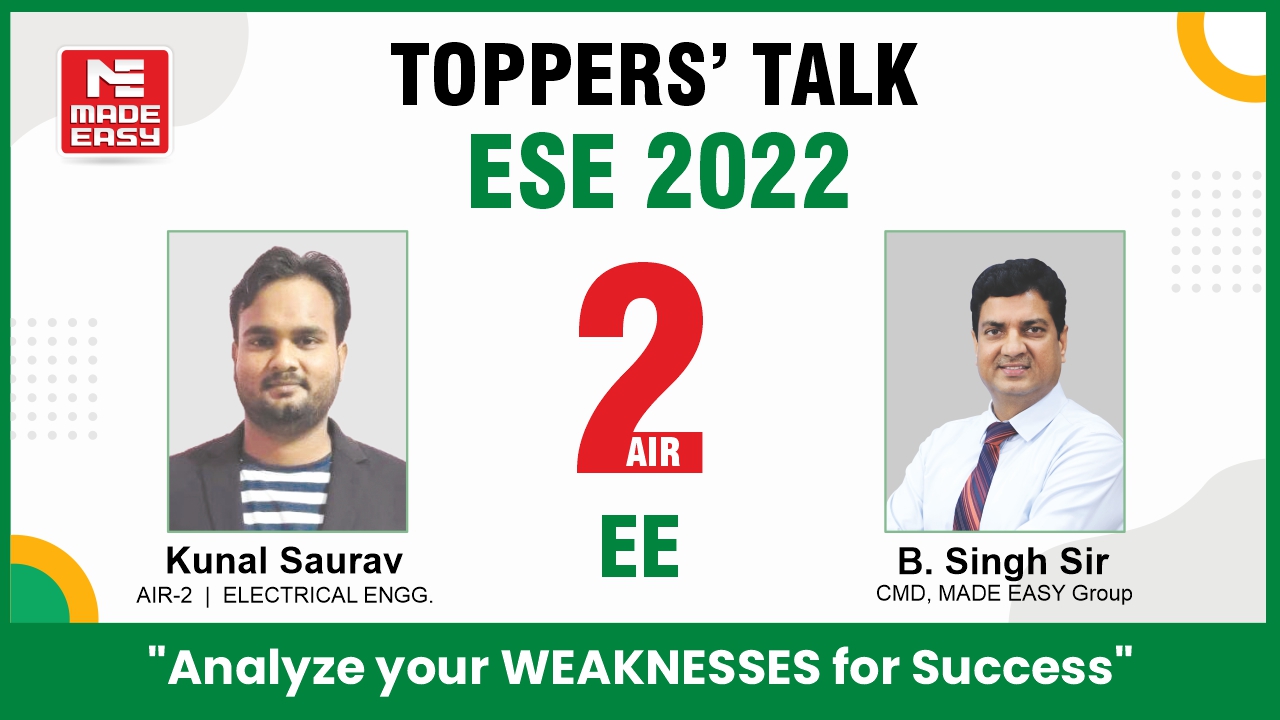 ME
MADE
EASY
TOPPERS' TALK
ESE 2022
2
AIR
EE
Kunal Saurav
AIR-2 | ELECTRICAL ENGG.
B. Singh Sir
CMD, MADE EASY Group
"Analyze your WEAKNESSES for Success"